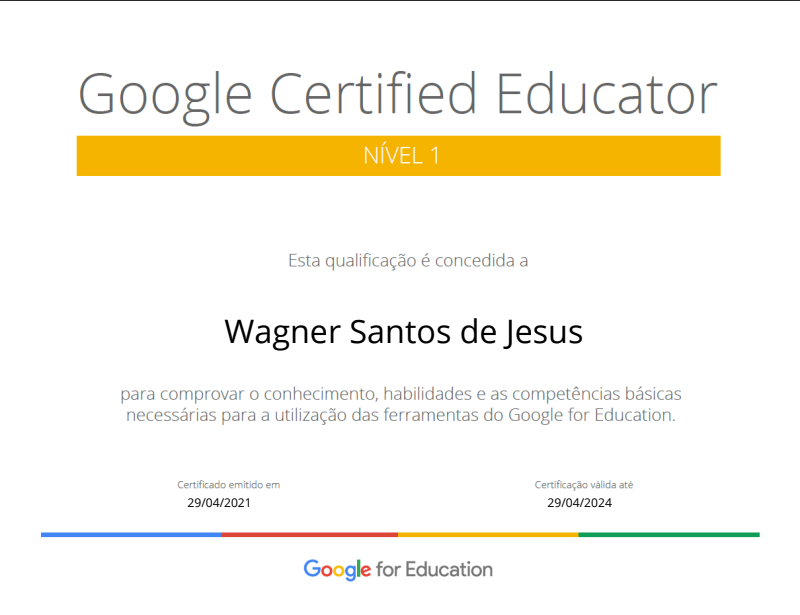 Google Certified Educator
NÍVEL 1
Esta qualificação é concedida a
Wagner Santos de Jesus
para comprovar o conhecimento, habilidades e as competências básicas
necessárias para a utilização das ferramentas do Google for Education.
Certificado emitido em
Certificação válida até
29/04/2021
29/04/2024
Google for Education